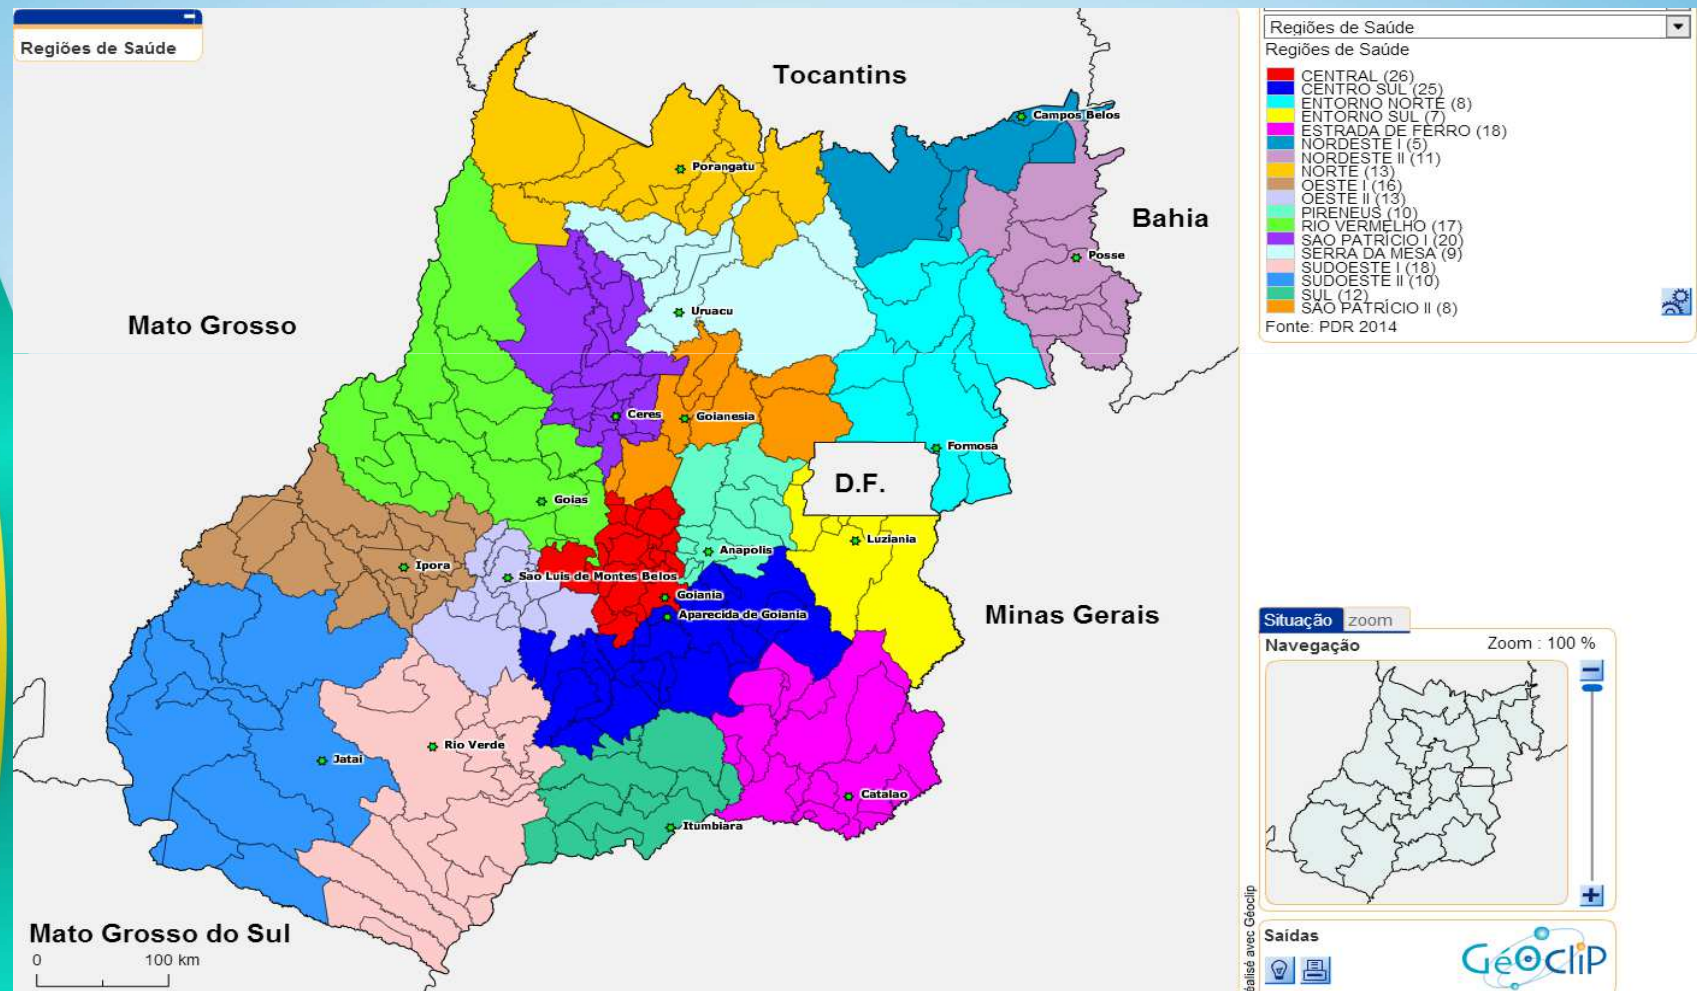 Regiões de Saúde
Tocantins
Campos Belos
Porangatu
Bahia
Posse
Uruacu
Mato Grosso
Ceres
Goianesia
Formosa
D.F.
Goias
Luziania
Anapolis
Ipora
Sao Luis de Montes Belos
Goiania
Aparecida de Goiania
Minas Gerais
Rio Verde
Jatai
Catalao
Itumbiara
Mato Grosso do Sul
0 100 km
Regiões de Saúde
Regiões de Saúde
CENTRAL (26)
CENTRO SUL (25)
ENTORNO NORTE (8)
ENTORNO SUL (7)
ESTRADA DE FERRO (18)
NORDESTE I (5)
NORDESTE II (11)
NORTE (13)
OESTE I (16)
OESTE II (13)
PIRENEUS (10)
RIO VERMELHO (17)
SAO PATRÍCIO I (20)
SERRA DA MESA (9)
SUDOESTE I (18)
SUDOESTE II (10)
SUL (12)
SÃO PATRÍCIO II (8)
Fonte: PDR 2014
Situação zoom
Navegação Zoom : 100 %
Saídas
GéocliP
éalisé avec Géoclip